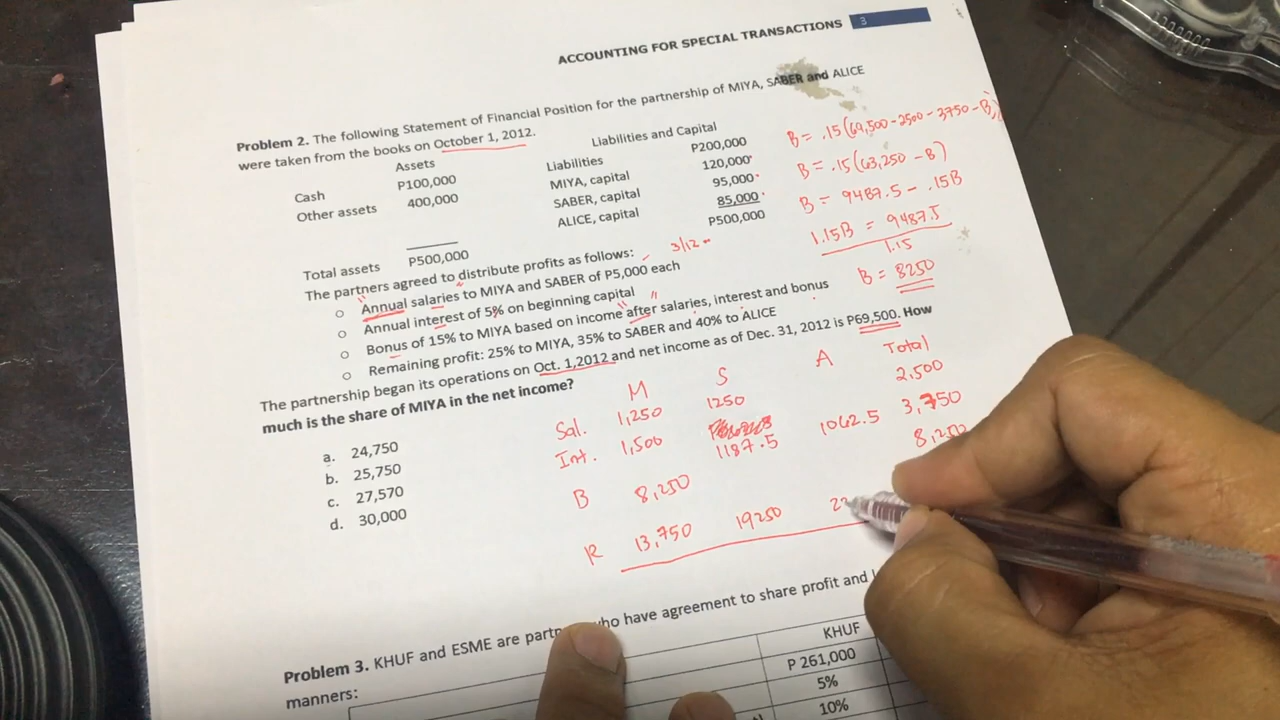 ACCOUNTING FOR SPECIAL TRANSACTIONS 3
Problem 2. The following Statement of Financial Position for the partnership of MIYA, SABER and ALICE
were taken from the books on October 1, 2012.
Assets Liabilities and Capital
Cash P100,000 Liabilities P200,000
Other assets 400,000 MIYA, capital 120,000
SABER, capital 95,000
ALICE, capital 85,000
Total assets P500,000 P500,000
The partners agreed to distribute profits as follows: 3/12
o Annual salaries to MIYA and SABER of P5,000 each
o Annual interest of 5% on beginning capital
o Bonus of 15% to MIYA based on income after salaries, interest and bonus
o Remaining profit: 25% to MIYA, 35% to SABER and 40% to ALICE
The partnership began its operations on Oct. 1,2012 and net income as of Dec. 31, 2012 is P69,500. How
much is the share of MIYA in the net income?
a. 24,750
b. 25,750
c. 27,570
d. 30,000
B = .15(69,500-2500-3750-B)
B = .15(63,250 - B)
B = 9487.5 - .15B
1.15B = 9487.5
1.15
B = 8250
M S A Total
Sal. 1,250 1250 2,500
Int. 1,500 1187.5 1062.5 3,750
B 8,250 8,250
R 13,750 19250
Problem 3. KHUF and ESME are who have agreement to share profit and
manners:
KHUF
P 261,000
5%
10%